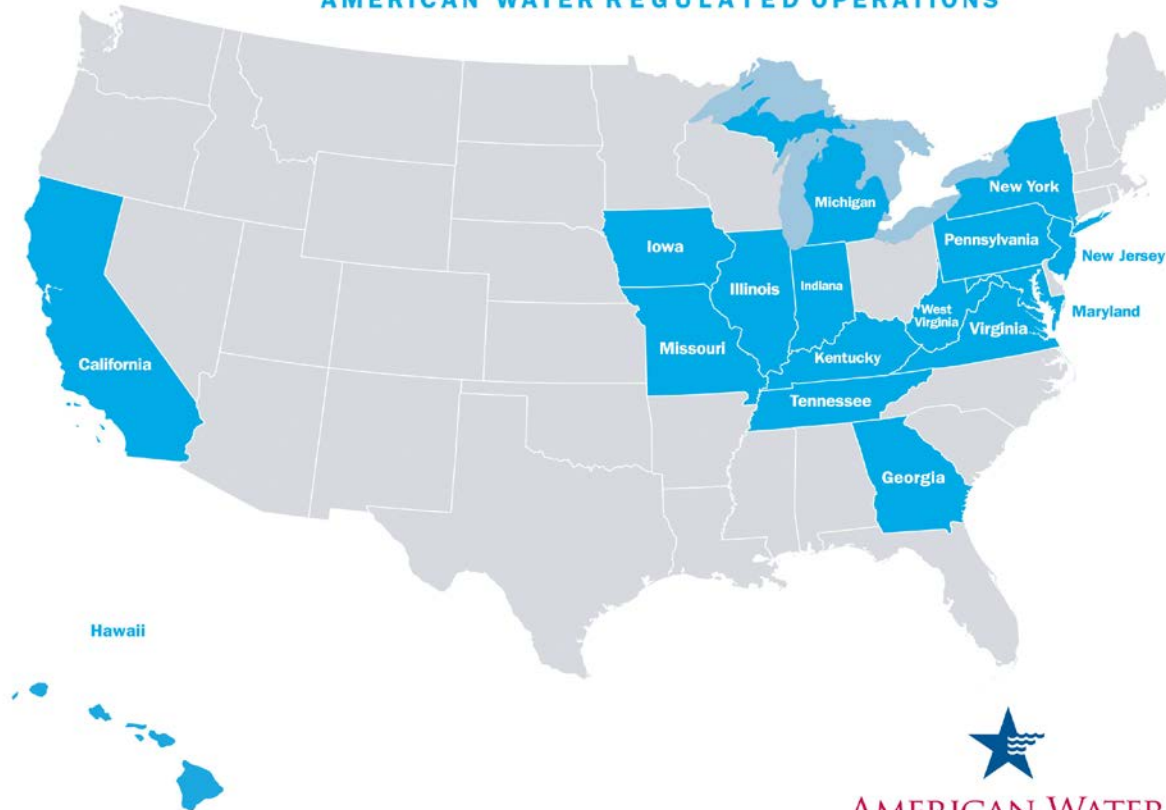 AMERICAN WATER REGULATED OPERATIONS
Michigan
New York
Iowa
Pennsylvania
New Jersey
Illinois
Indiana
West
Virginia
Maryland
Virginia
Missouri
Kentucky
California
Tennessee
Georgia
Hawaii
AMERICAN WATER